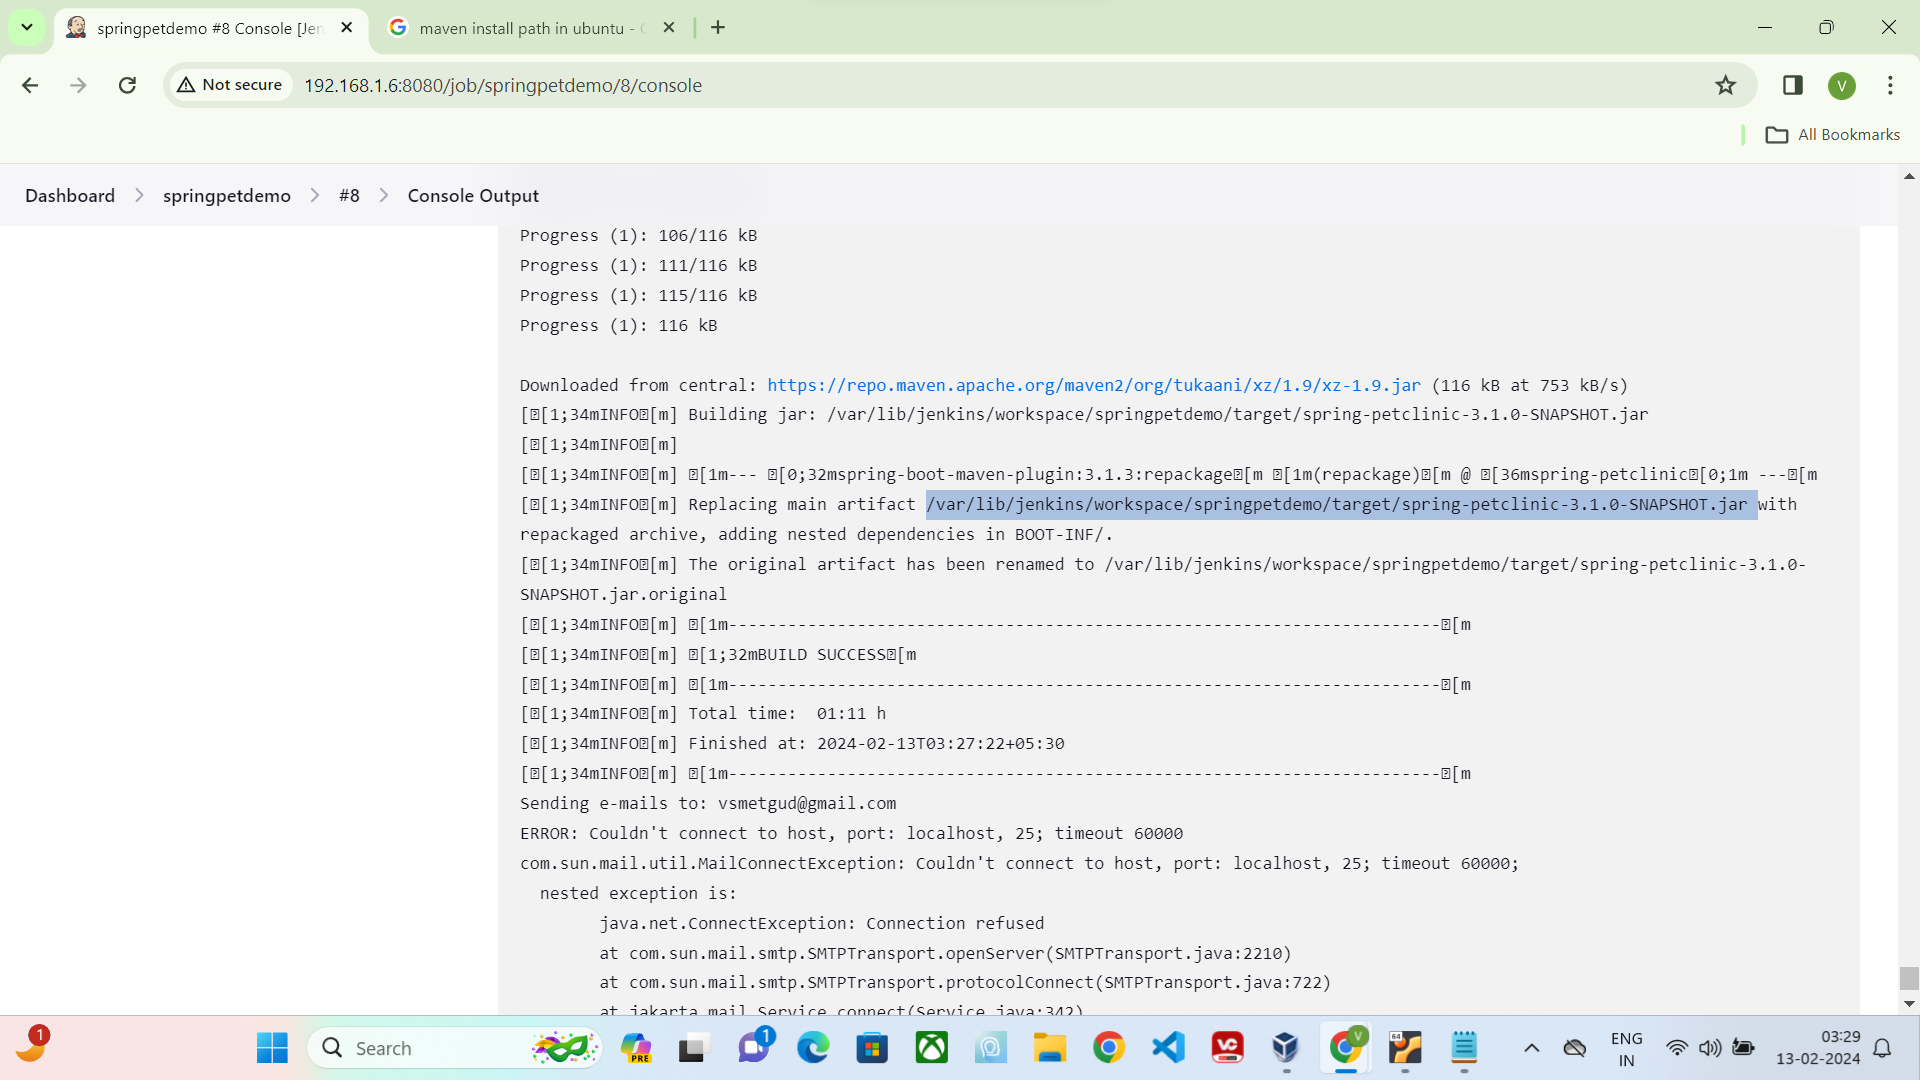 springpetdemo #8 Console [Jen
maven install path in ubuntu -
Not secure
192.168.1.6:8080/job/springpetdemo/8/console
V
All Bookmarks
Dashboard
springpetdemo
#8
Console Output
Progress (1): 106/116 kB
Progress (1): 111/116 kB
Progress (1): 115/116 kB
Progress (1): 116 kB
Downloaded from central: https://repo.maven.apache.org/maven2/org/tukaani/xz/1.9/xz-1.9.jar (116 kB at 753 kB/s)
[[1;34mINFO[m] Building jar: /var/lib/jenkins/workspace/springpetdemo/target/spring-petclinic-3.1.0-SNAPSHOT.jar
[[1;34mINFO[m]
[[1;34mINFO[m] [1m--- [0;32mspring-boot-maven-plugin:3.1.3:repackage[m [1m(repackage)[m @ [36mspring-petclinic[0;1m ---[m
[[1;34mINFO[m] Replacing main artifact /var/lib/jenkins/workspace/springpetdemo/target/spring-petclinic-3.1.0-SNAPSHOT.jar with
repackaged archive, adding nested dependencies in BOOT-INF/.
[[1;34mINFO[m] The original artifact has been renamed to /var/lib/jenkins/workspace/springpetdemo/target/spring-petclinic-3.1.0-
SNAPSHOT.jar.original
[[1;34mINFO[m] [1m------------------------------------------------------------------------[m
[[1;34mINFO[m] [1;32mBUILD SUCCESS[m
[[1;34mINFO[m] [1m------------------------------------------------------------------------[m
[[1;34mINFO[m] Total time:  01:11 h
[[1;34mINFO[m] Finished at: 2024-02-13T03:27:22+05:30
[[1;34mINFO[m] [1m------------------------------------------------------------------------[m
Sending e-mails to: vsmetgud@gmail.com
ERROR: Couldn't connect to host, port: localhost, 25; timeout 60000
com.sun.mail.util.MailConnectException: Couldn't connect to host, port: localhost, 25; timeout 60000;
nested exception is:
java.net.ConnectException: Connection refused
at com.sun.mail.smtp.SMTPTransport.openServer(SMTPTransport.java:2210)
at com.sun.mail.smtp.SMTPTransport.protocolConnect(SMTPTransport.java:722)
at jakarta.mail.Service.connect(Service.java:342)
1
Search
PRE
1
V
64
ENG
IN
03:29
13-02-2024